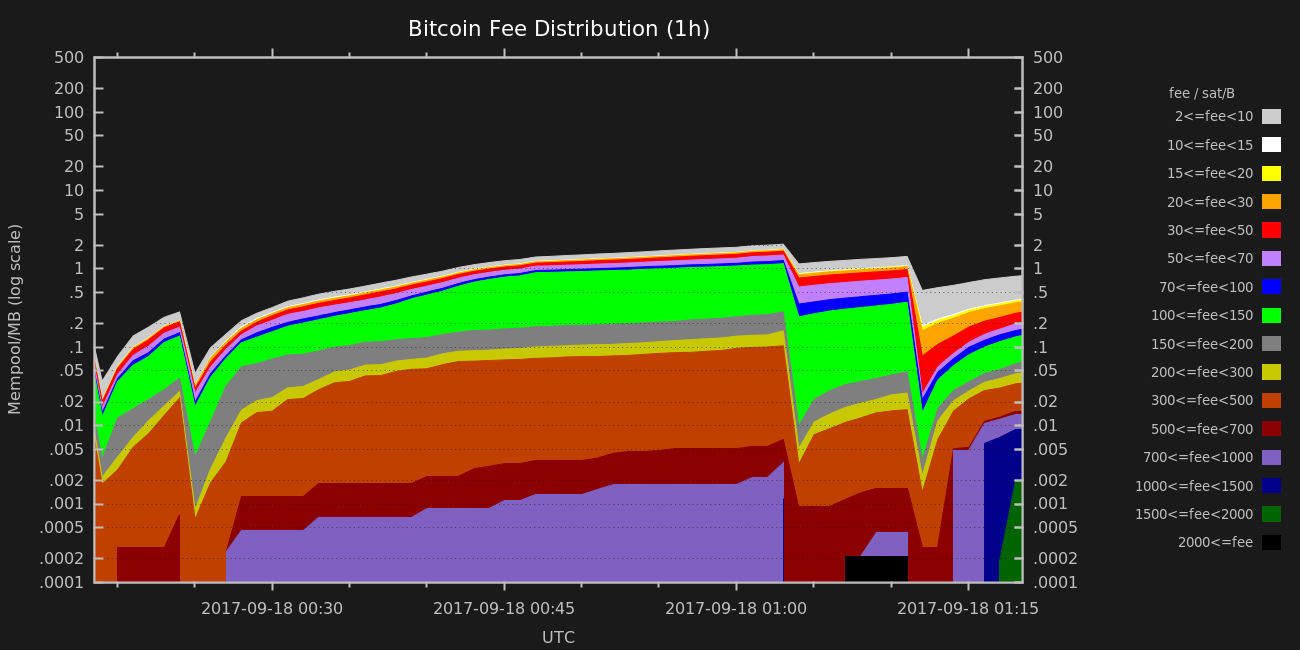 Bitcoin Fee Distribution (1h)
Mempool/MB (log scale)
500
200
100
50
20
10
5
2
1
.5
.2
.1
.05
.02
.01
.005
.002
.001
.0005
.0002
.0001
500
200
100
50
20
10
5
2
1
.5
.2
.1
.05
.02
.01
.005
.002
.001
.0005
.0002
.0001
2017-09-18 00:30
2017-09-18 00:45
2017-09-18 01:00
2017-09-18 01:15
UTC
fee / sat/B
2<=fee<10
10<=fee<15
15<=fee<20
20<=fee<30
30<=fee<50
50<=fee<70
70<=fee<100
100<=fee<150
150<=fee<200
200<=fee<300
300<=fee<500
500<=fee<700
700<=fee<1000
1000<=fee<1500
1500<=fee<2000
2000<=fee